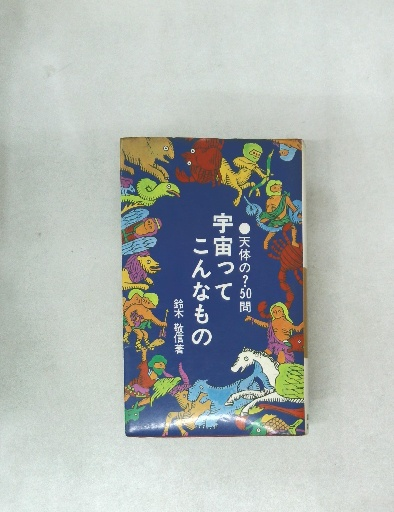 ●天体の?50問
宇宙って
こんなもの
鈴木 敬信著